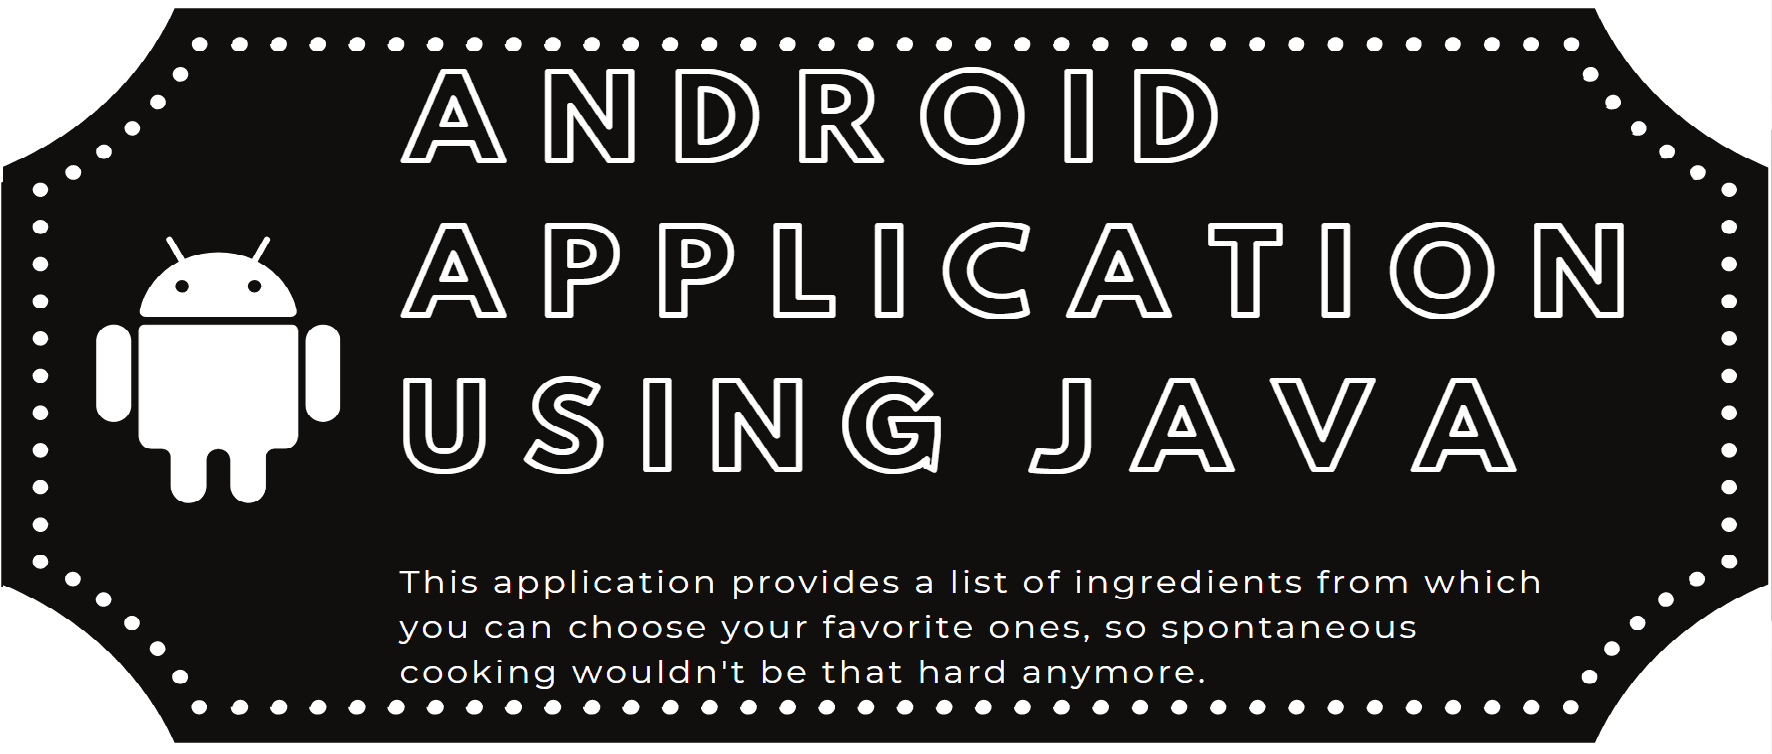 ANDROID
APPLICATION
USING JAVA
This application provides a list of ingredients from which
you can choose your favorite ones, so spontaneous
cooking wouldn't be that hard anymore.